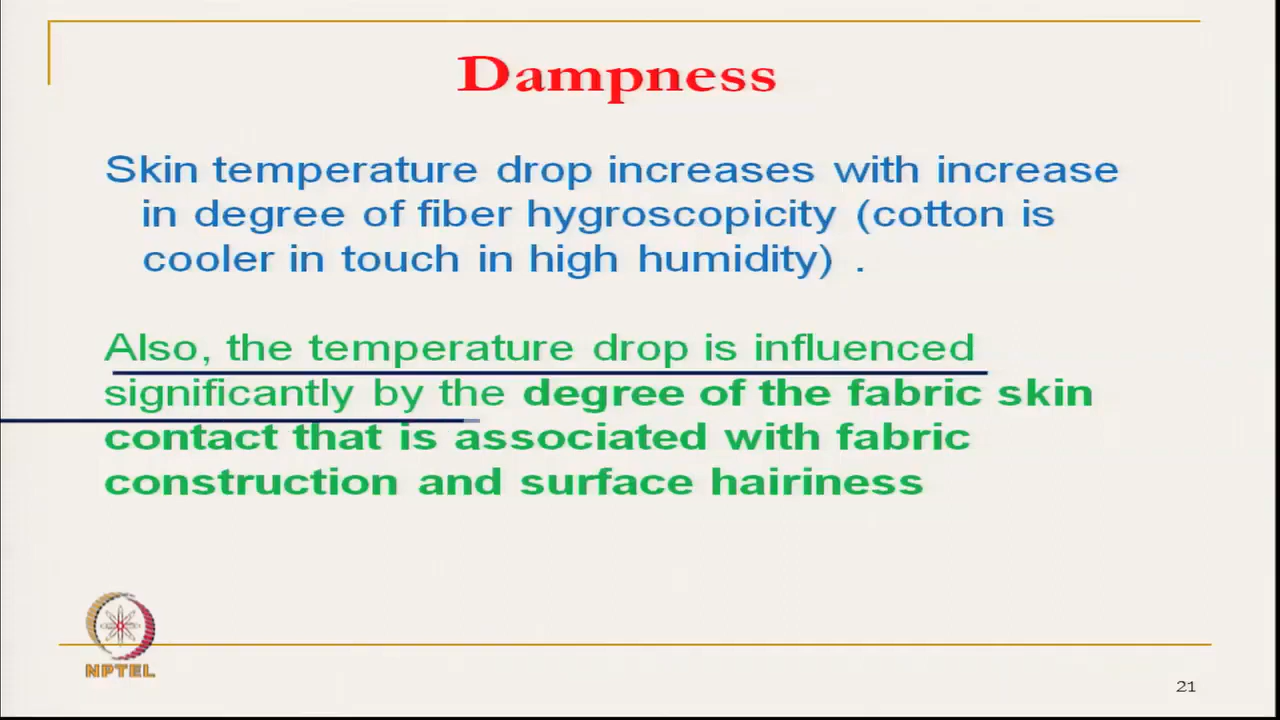 Dampness
Skin temperature drop increases with increase
in degree of fiber hygroscopicity (cotton is
cooler in touch in high humidity) .
Also, the temperature drop is influenced
significantly by the degree of the fabric skin
contact that is associated with fabric
construction and surface hairiness
NPTEL
21